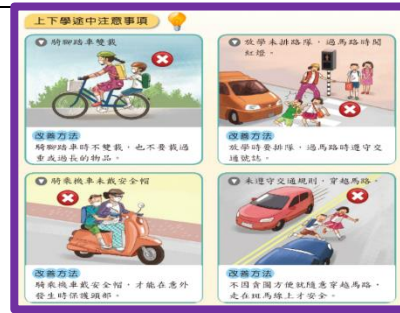 上下學途中注意事項
騎腳踏車雙載
放學未排路隊,過馬路時闖
紅燈。
改善方法
騎腳踏車時不雙載,也不要載過
重或過長的物品。
改善方法
放學時要排隊,過馬路時遵守交
通號誌。
騎乘機車未戴安全帽
未遵守交通規則,穿越馬路。
改善方法
騎乘機車戴安全帽,才能在意外
發生時保護頭部。
改善方法
不因貪圖方便就隨意穿越馬路,
走在斑馬線上才安全。